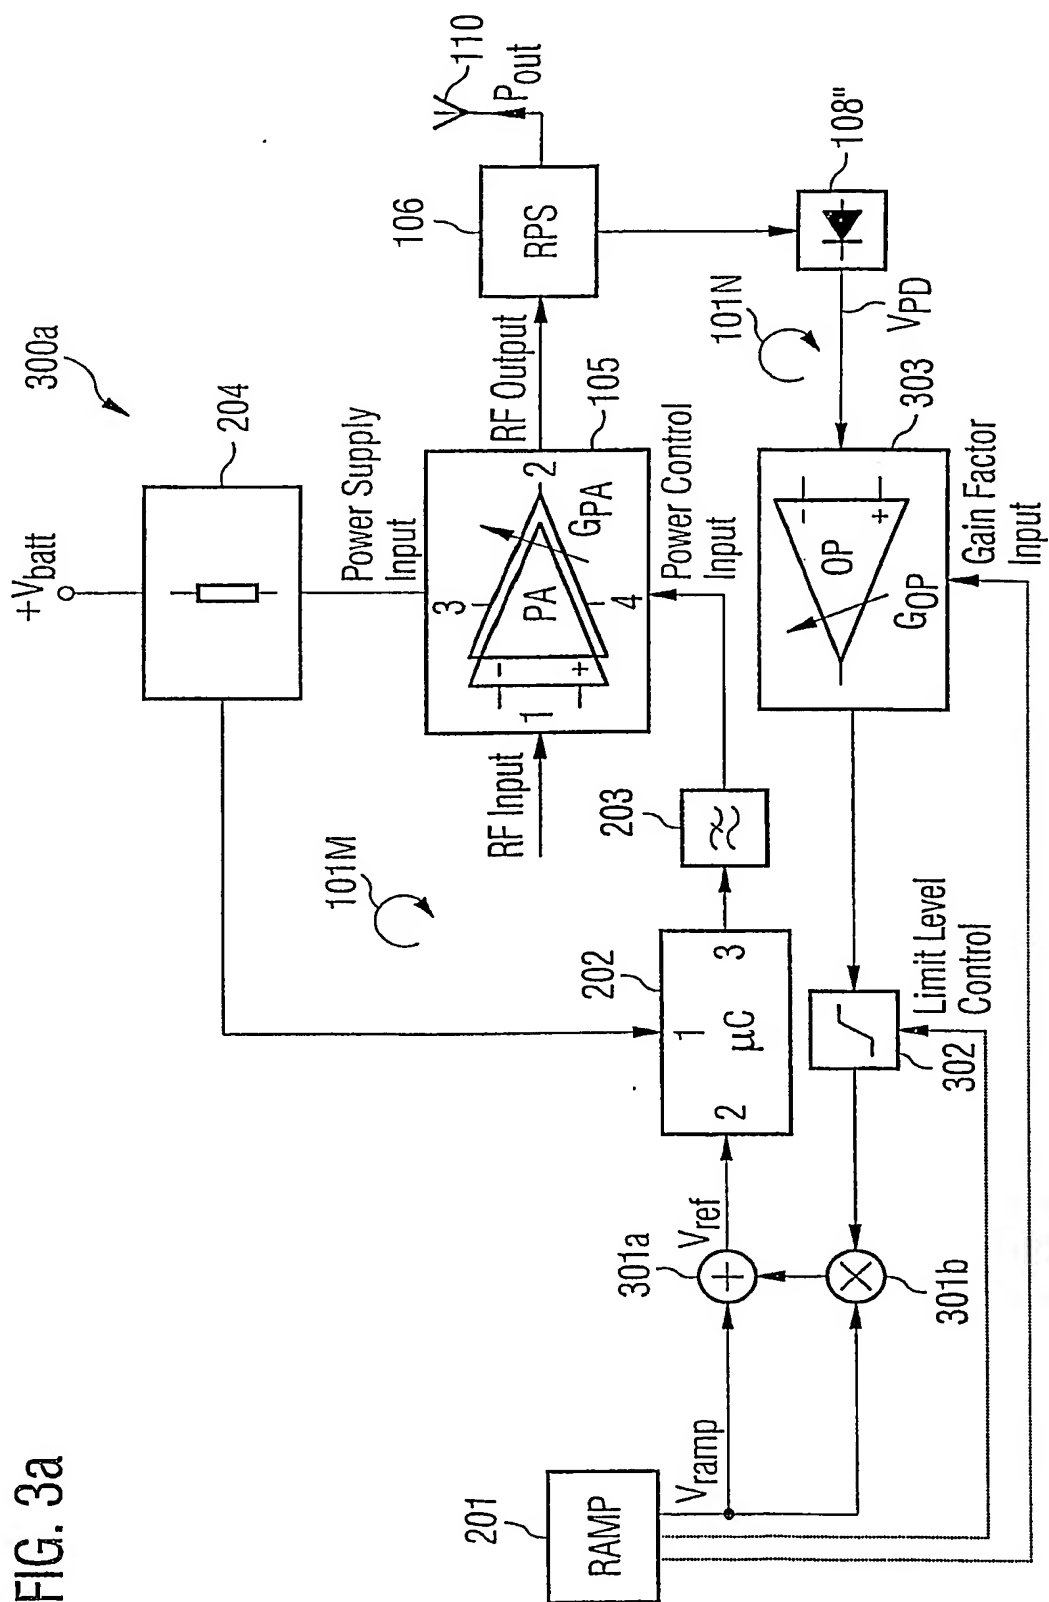 FIG. 3a
300a
+Vbatt
204
Power Supply
Input
RF Input
1
-
+
PA
3
4
2
GPA
105
RF Output
106
RPS
110
Pout
Power Control
Input
101M
201
RAMP
Vramp
301a
+
Vref
202
2
1
μC
3
203
301b
×
302
Limit Level
Control
303
OP
-
+
GOP
Gain Factor
Input
101N
VPD
108"